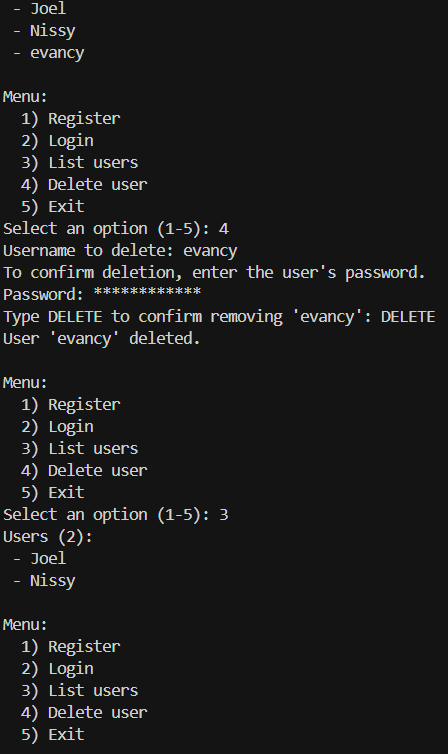 - Joel
- Nissy
- evancy
Menu:
1) Register
2) Login
3) List users
4) Delete user
5) Exit
Select an option (1-5): 4
Username to delete: evancy
To confirm deletion, enter the user's password.
Password: ************
Type DELETE to confirm removing 'evancy': DELETE
User 'evancy' deleted.
Menu:
1) Register
2) Login
3) List users
4) Delete user
5) Exit
Select an option (1-5): 3
Users (2):
- Joel
- Nissy
Menu:
1) Register
2) Login
3) List users
4) Delete user
5) Exit